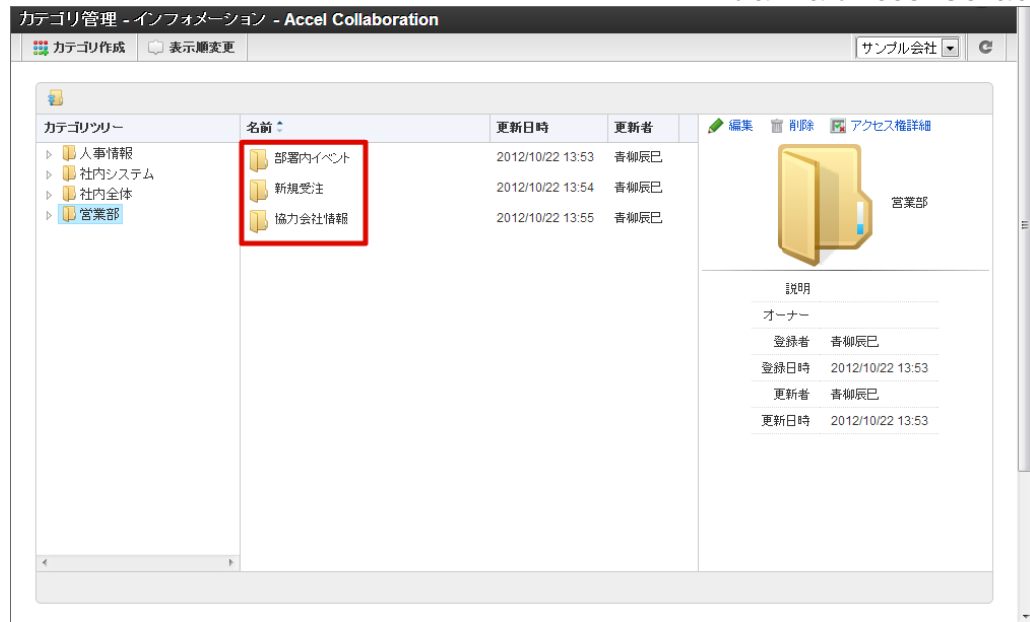 カテゴリ管理 - インフォメーション - Accel Collaboration
カテゴリ作成 表示順変更 サンプル会社
カテゴリツリー 名前 更新日時 更新者 編集 削除 アクセス権詳細
人事情報
社内システム
社内全体
営業部
部署内イベント 2012/10/22 13:53 青柳辰巳
新規受注 2012/10/22 13:54 青柳辰巳
協力会社情報 2012/10/22 13:55 青柳辰巳
営業部
説明
オーナー
登録者 青柳辰巳
登録日時 2012/10/22 13:53
更新者 青柳辰巳
更新日時 2012/10/22 13:53